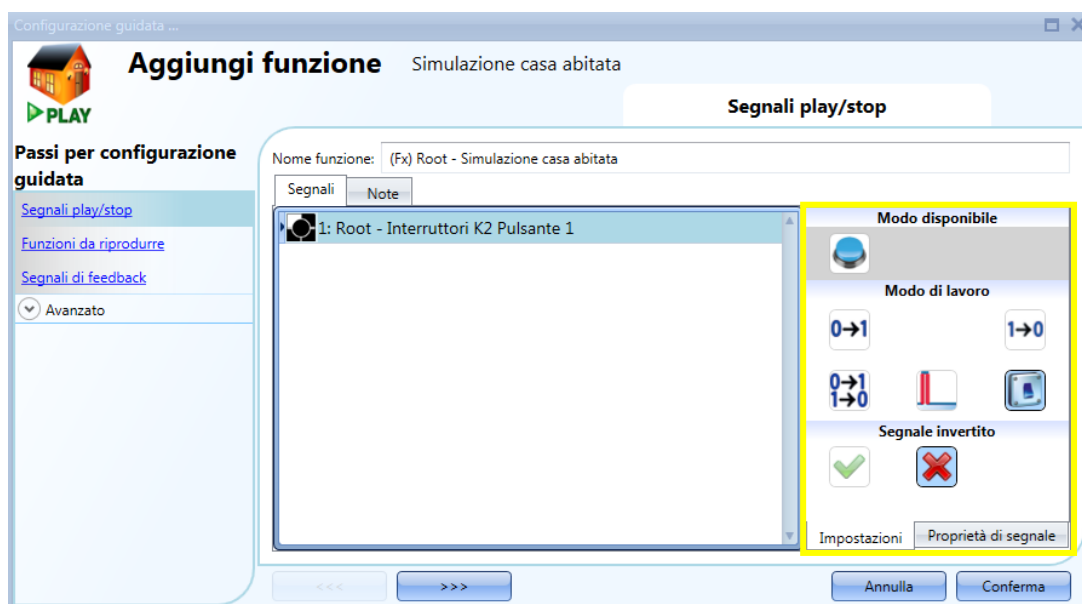 Configurazione guidata ...
Aggiungi funzione Simulazione casa abitata
PLAY
Segnali play/stop
Passi per configurazione
guidata
Segnali play/stop
Funzioni da riprodurre
Segnali di feedback
Avanzato
Nome funzione: (Fx) Root - Simulazione casa abitata
Segnali Note
1: Root - Interruttori K2 Pulsante 1
Modo disponibile
Modo di lavoro
0→1 1→0
0→1
1→0
Segnale invertito
Impostazioni Proprietà di segnale
<<< >>> Annulla Conferma